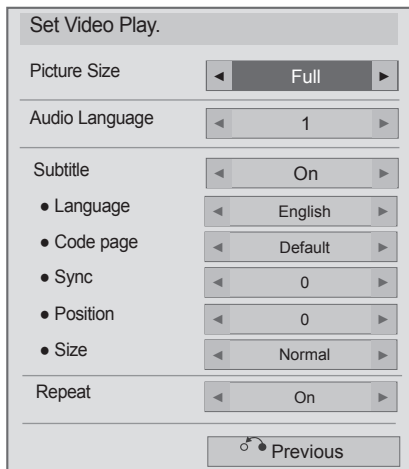 Set Video Play.
Picture Size ◄ Full ►
Audio Language ◄ 1 ►
Subtitle ◄ On ►
● Language ◄ English ►
● Code page ◄ Default ►
● Sync ◄ 0 ►
● Position ◄ 0 ►
● Size ◄ Normal ►
Repeat ◄ On ►
Previous